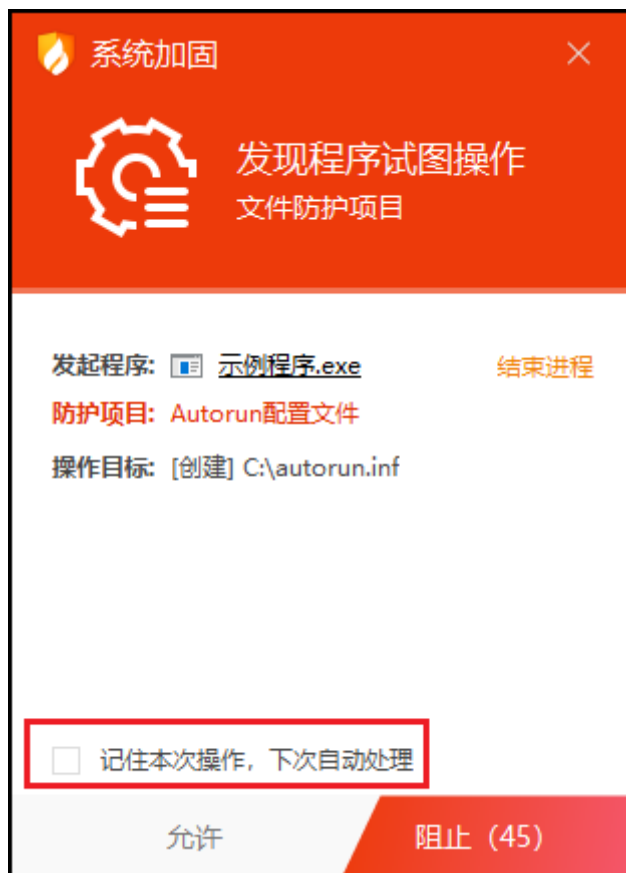 系统加固
发现程序试图操作
文件防护项目
发起程序: 示例程序.exe 结束进程
防护项目: Autorun配置文件
操作目标: [创建] C:\autorun.inf
记住本次操作，下次自动处理
允许 阻止（45）